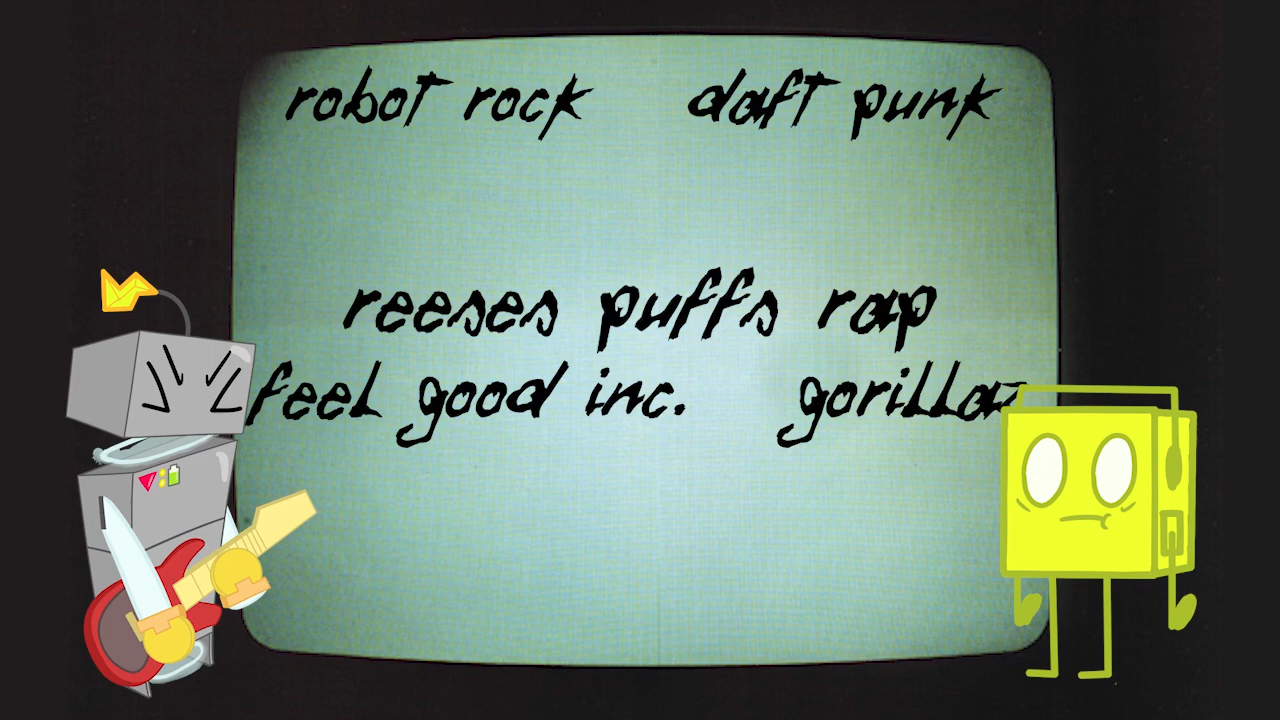 robot rock daft punk
reeses puffs rap
feel good inc. gorillaz